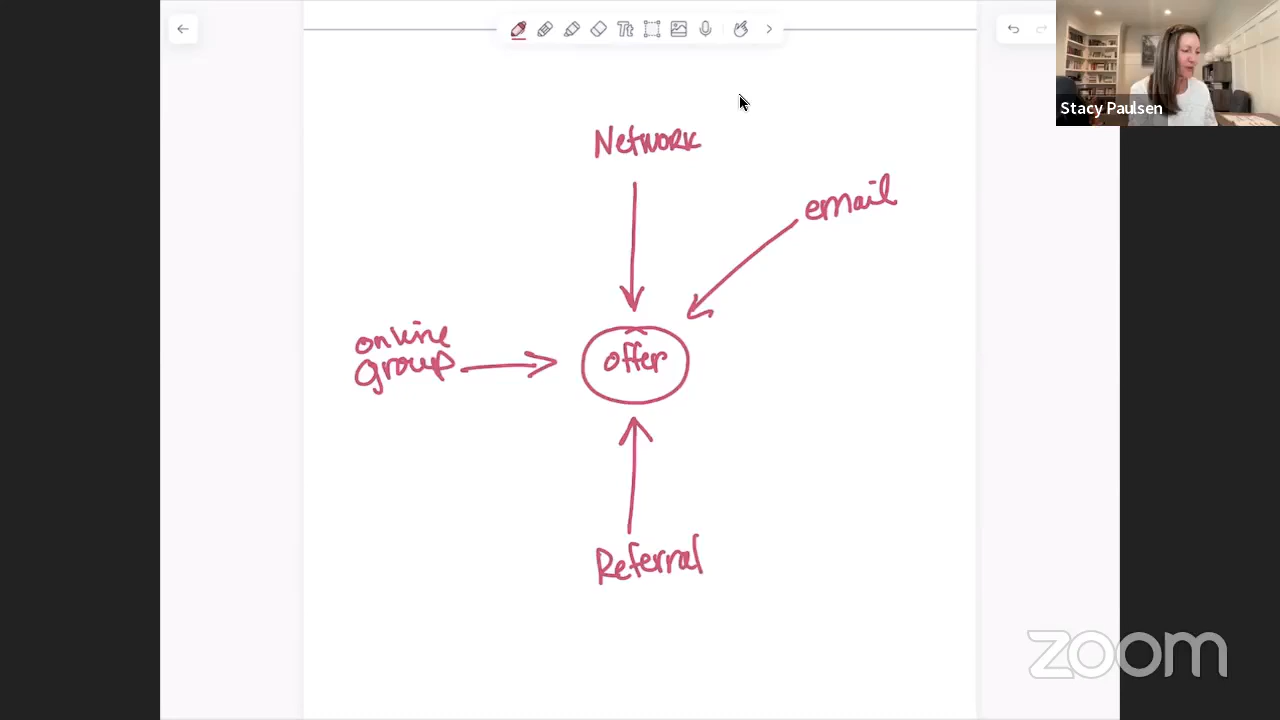 Stacy Paulsen
Network
email
online
group
offer
Referral
zoom